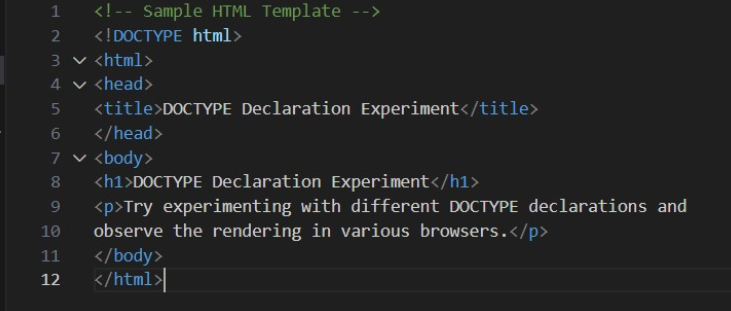 1 <!-- Sample HTML Template -->
2 <!DOCTYPE html>
3 <html>
4 <head>
5 <title>DOCTYPE Declaration Experiment</title>
6 </head>
7 <body>
8 <h1>DOCTYPE Declaration Experiment</h1>
9 <p>Try experimenting with different DOCTYPE declarations and
10 observe the rendering in various browsers.</p>
11 </body>
12 </html>